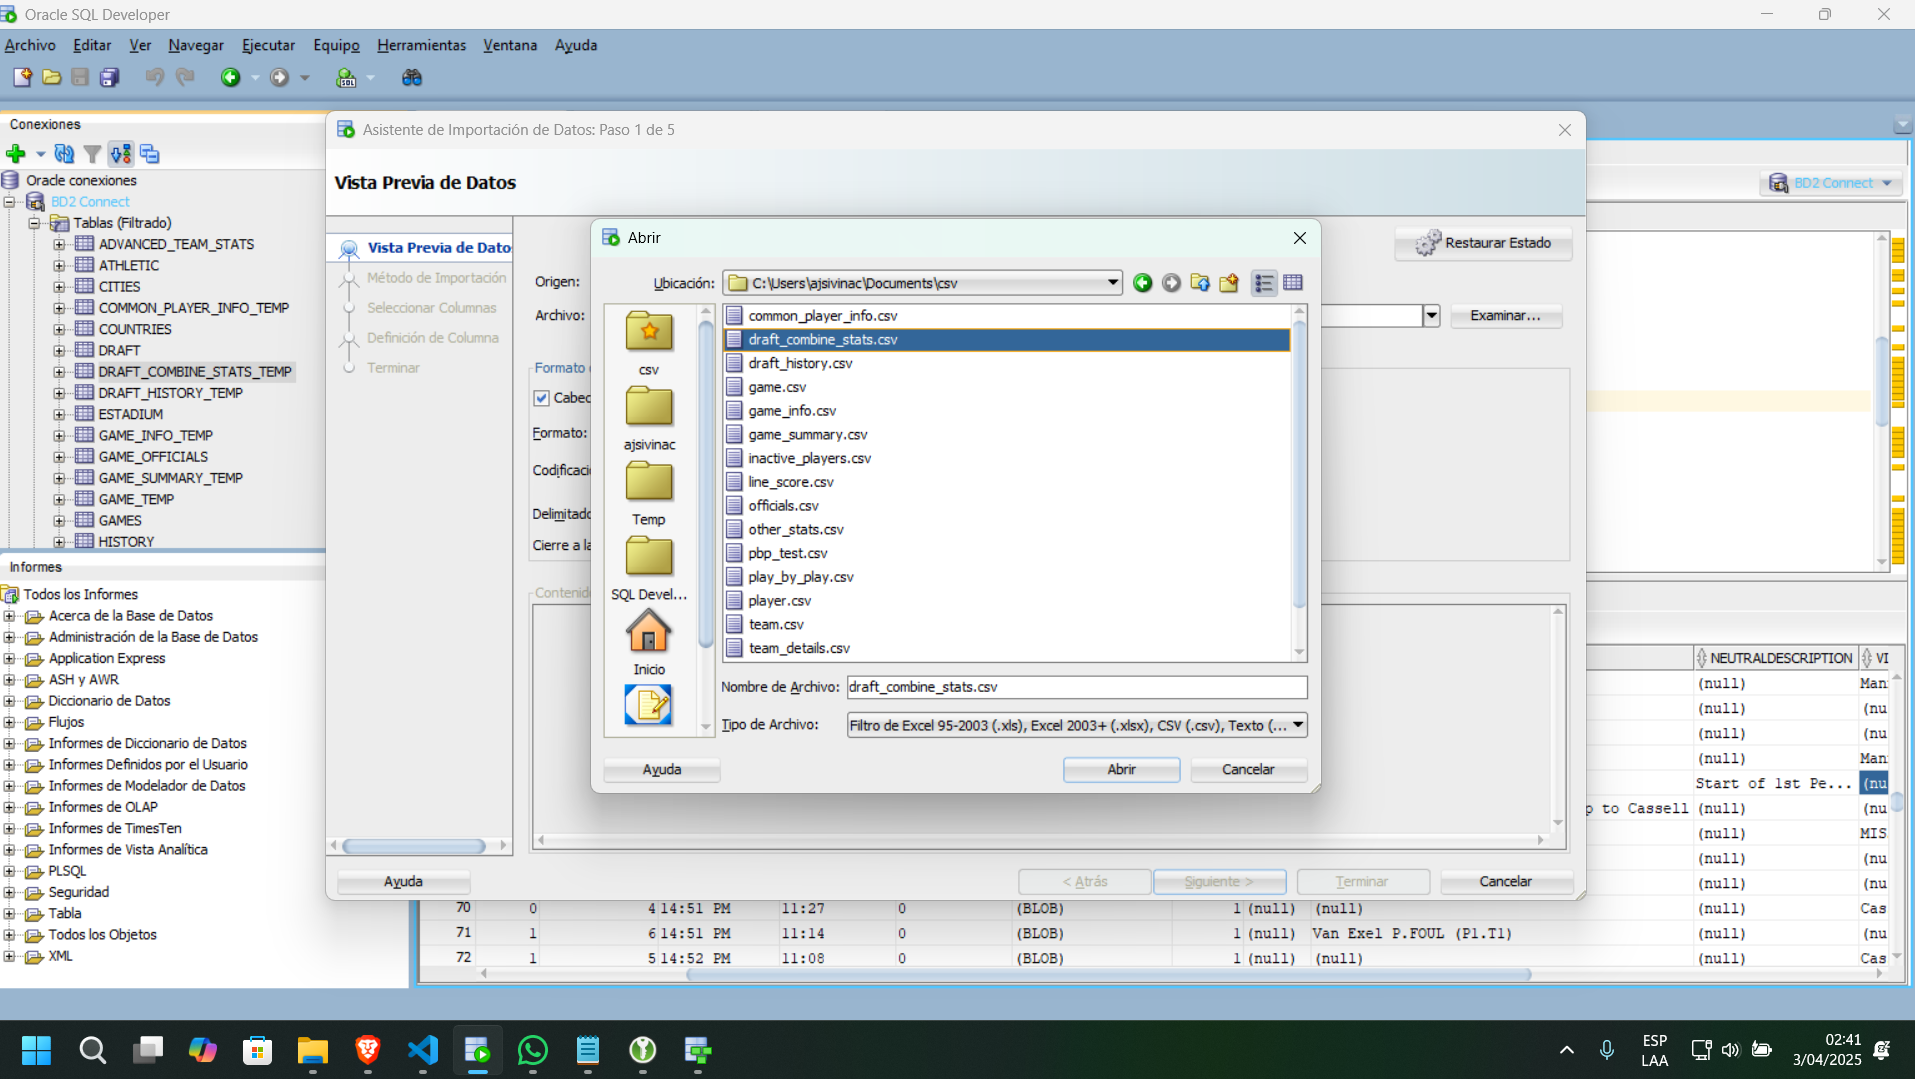 Oracle SQL Developer
Archivo Editar Ver Navegar Ejecutar Equipo Herramientas Ventana Ayuda
Conexiones
Oracle conexiones
BD2 Connect
Tablas (Filtrado)
ADVANCED_TEAM_STATS
ATHLETIC
CITIES
COMMON_PLAYER_INFO_TEMP
COUNTRIES
DRAFT
DRAFT_COMBINE_STATS_TEMP
DRAFT_HISTORY_TEMP
ESTADIUM
GAME_INFO_TEMP
GAME_OFFICIALS
GAME_SUMMARY_TEMP
GAME_TEMP
GAMES
HISTORY
Informes
Todos los Informes
Acerca de la Base de Datos
Administración de la Base de Datos
Application Express
ASH y AWR
Diccionario de Datos
Flujos
Informes de Diccionario de Datos
Informes Definidos por el Usuario
Informes de Modelador de Datos
Informes de OLAP
Informes de TimesTen
Informes de Vista Analítica
PLSQL
Seguridad
Tabla
Todos los Objetos
XML
Asistente de Importación de Datos: Paso 1 de 5
Vista Previa de Datos
Vista Previa de Dato
Método de Importación
Seleccionar Columnas
Definición de Columna
Terminar
Origen:
Archivo:
Examinar...
Restaurar Estado
Formato
Cabec
Formato:
Codificaci
Delimitado
Cierre a la
Contenid
Ayuda
< Atrás
Siguiente >
Terminar
Cancelar
Abrir
Ubicación: C:\Users\ajsivinac\Documents\csv
csv
ajsivinac
Temp
SQL Devel...
Inicio
common_player_info.csv
draft_combine_stats.csv
draft_history.csv
game.csv
game_info.csv
game_summary.csv
inactive_players.csv
line_score.csv
officials.csv
other_stats.csv
pbp_test.csv
play_by_play.csv
player.csv
team.csv
team_details.csv
Nombre de Archivo: draft_combine_stats.csv
Tipo de Archivo: Filtro de Excel 95-2003 (.xls), Excel 2003+ (.xlsx), CSV (.csv), Texto (...
Ayuda Abrir Cancelar
BD2 Connect
NEUTRALDESCRIPTION VI
(null) Man
(null) (nu
(null) (nu
(null) Man
Start of 1st Pe... (nu
p to Cassell (null) (nu
(null) MIS
(null) (nu
(null) (nu
70 0 4 14:51 PM 11:27 0 (BLOB) 1 (null) (null) (null) Cas
71 1 6 14:51 PM 11:14 0 (BLOB) 1 (null) Van Exel P.FOUL (P1.T1) (null) (nu
72 1 5 14:52 PM 11:08 0 (BLOB) 1 (null) (null) (null) Cas
ESP
LAA
02:41
3/04/2025